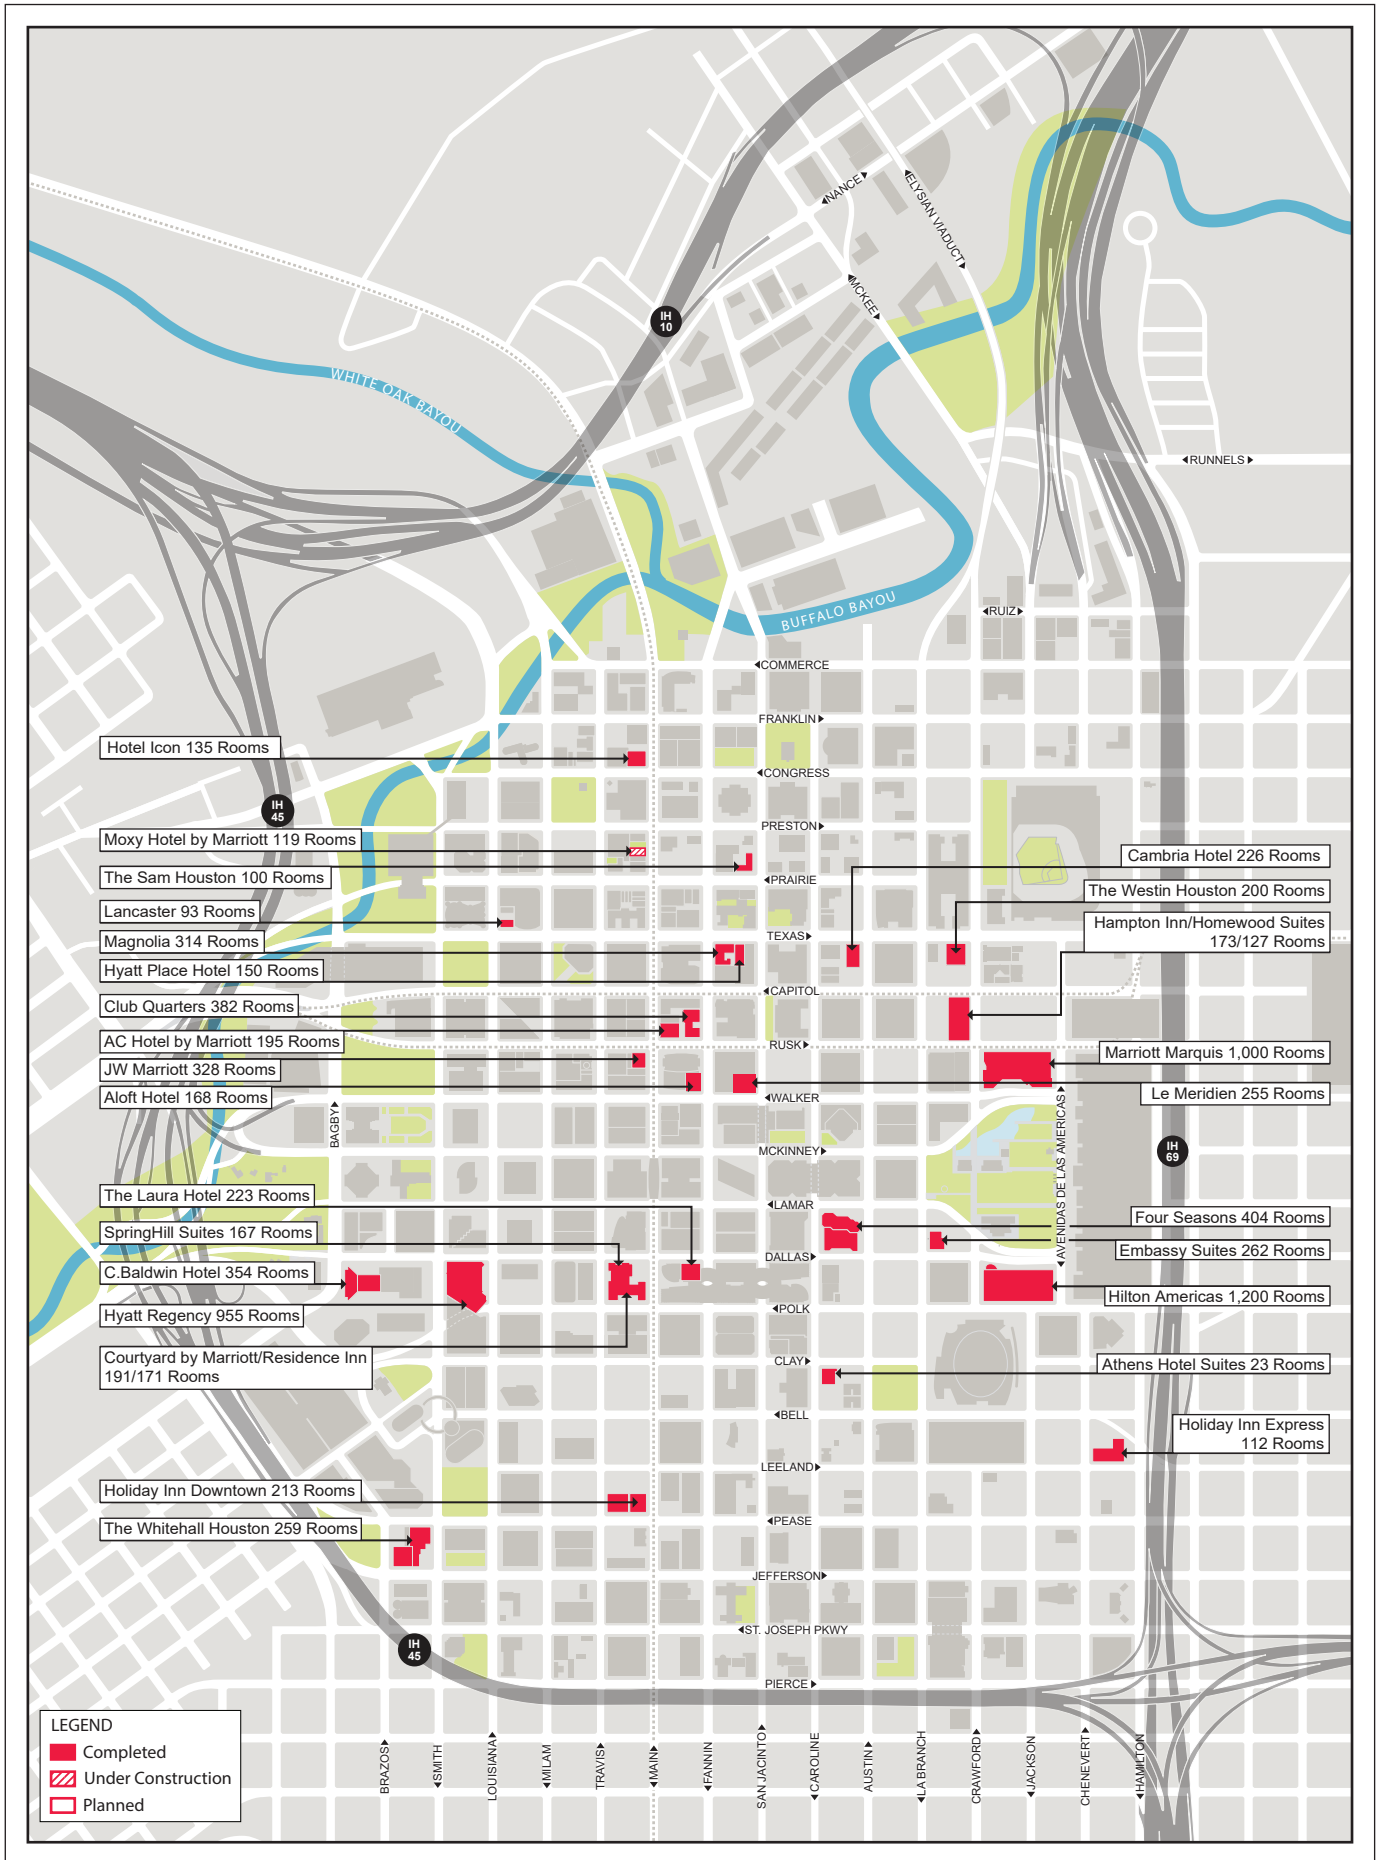 NANCE
ELYSIAN VIADUCT
MCKEE
IH
10
WHITE OAK BAYOU
RUNNELS
BUFFALO BAYOU
RUIZ
COMMERCE
FRANKLIN
Hotel Icon 135 Rooms
CONGRESS
IH
45
PRESTON
Moxy Hotel by Marriott 119 Rooms
Cambria Hotel 226 Rooms
The Sam Houston 100 Rooms
PRAIRIE
The Westin Houston 200 Rooms
Lancaster 93 Rooms
Hampton Inn/Homewood Suites
173/127 Rooms
TEXAS
Magnolia 314 Rooms
Hyatt Place Hotel 150 Rooms
CAPITOL
Club Quarters 382 Rooms
AC Hotel by Marriott 195 Rooms
RUSK
Marriott Marquis 1,000 Rooms
JW Marriott 328 Rooms
Le Meridien 255 Rooms
Aloft Hotel 168 Rooms
WALKER
BAGBY
AVENIDAS DE LAS AMERICAS
MCKINNEY
IH
69
The Laura Hotel 223 Rooms
LAMAR
Four Seasons 404 Rooms
SpringHill Suites 167 Rooms
Embassy Suites 262 Rooms
DALLAS
C.Baldwin Hotel 354 Rooms
Hilton Americas 1,200 Rooms
Hyatt Regency 955 Rooms
POLK
Courtyard by Marriott/Residence Inn
191/171 Rooms
CLAY
Athens Hotel Suites 23 Rooms
BELL
Holiday Inn Express
112 Rooms
LEELAND
Holiday Inn Downtown 213 Rooms
PEASE
The Whitehall Houston 259 Rooms
JEFFERSON
ST. JOSEPH PKWY
IH
45
PIERCE
LEGEND
Completed
Under Construction
Planned
BRAZOS
SMITH
LOUISIANA
MILAM
TRAVIS
MAIN
FANNIN
SAN JACINTO
CAROLINE
AUSTIN
LA BRANCH
CRAWFORD
JACKSON
CHENEVERT
HAMILTON